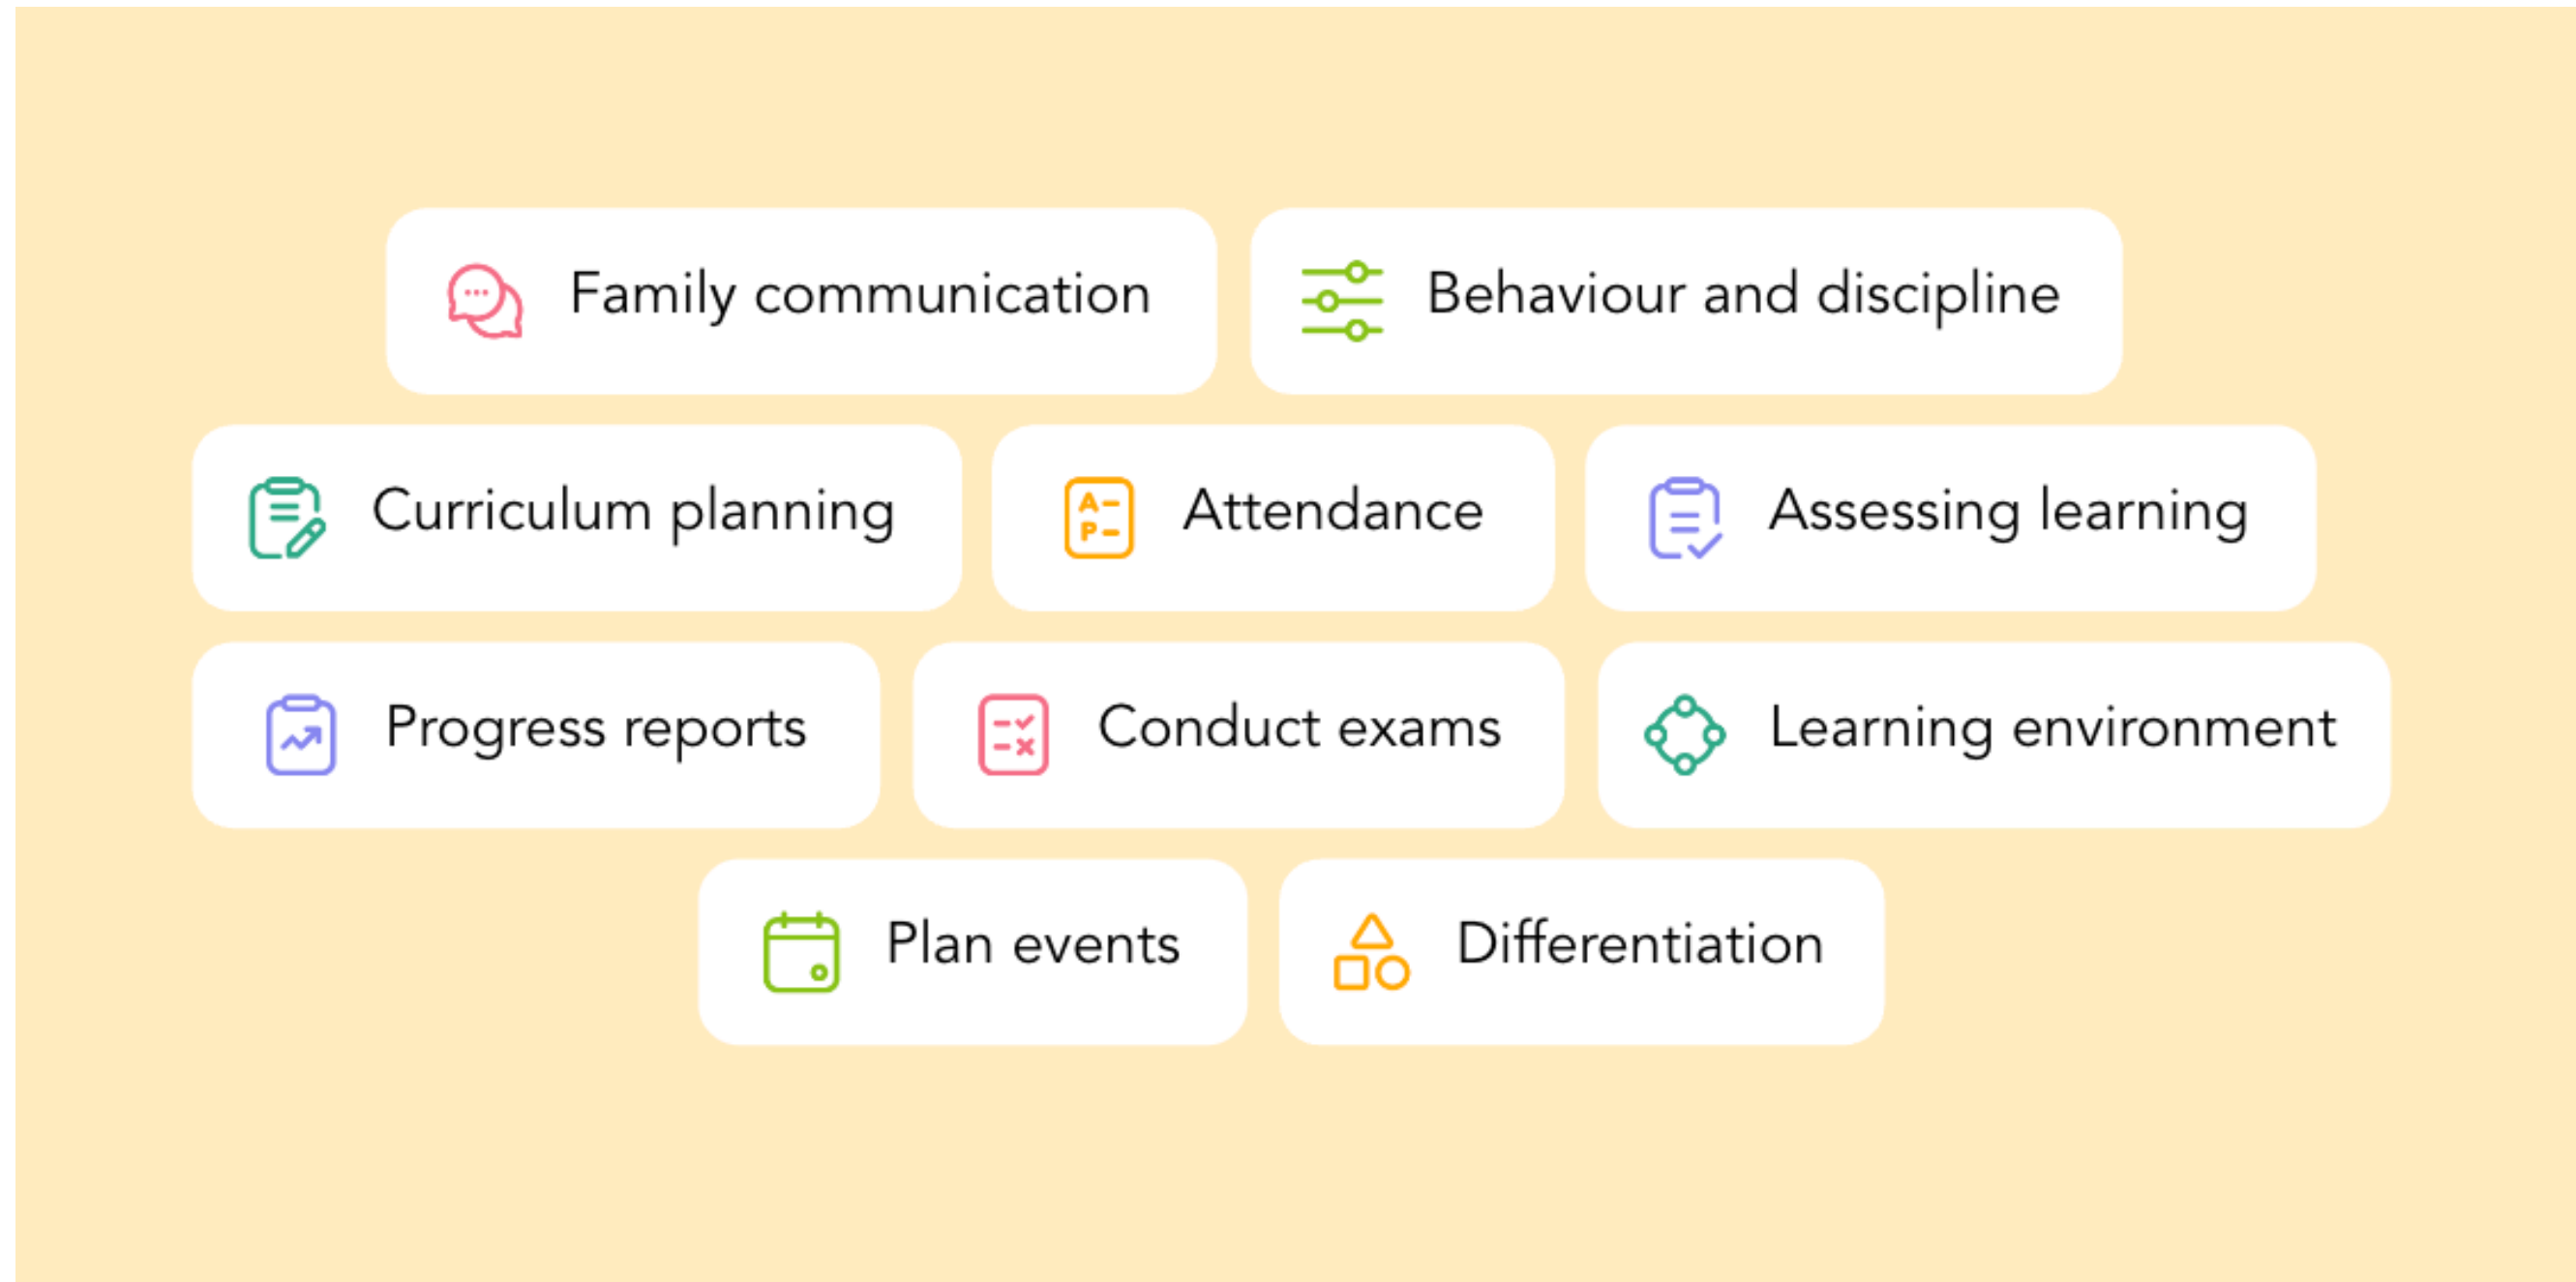 Family communication
Behaviour and discipline
Curriculum planning
A
P
Attendance
Assessing learning
Progress reports
Conduct exams
Learning environment
Plan events
Differentiation